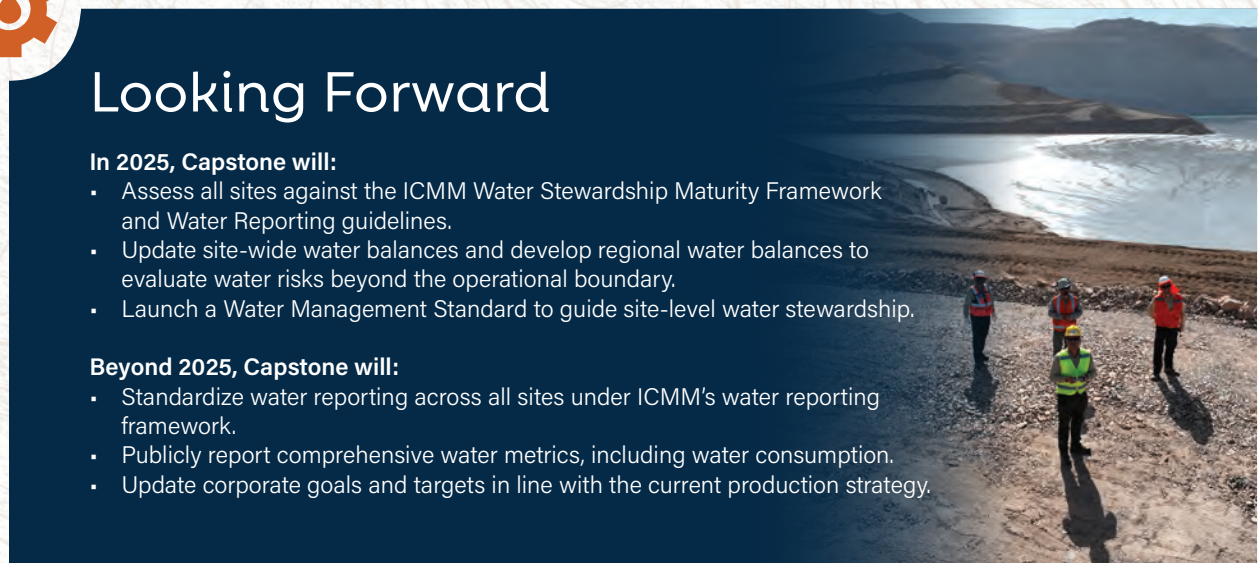 Looking Forward
In 2025, Capstone will:
▪ Assess all sites against the ICMM Water Stewardship Maturity Framework
and Water Reporting guidelines.
▪ Update site-wide water balances and develop regional water balances to
evaluate water risks beyond the operational boundary.
▪ Launch a Water Management Standard to guide site-level water stewardship.
Beyond 2025, Capstone will:
▪ Standardize water reporting across all sites under ICMM’s water reporting
framework.
▪ Publicly report comprehensive water metrics, including water consumption.
▪ Update corporate goals and targets in line with the current production strategy.